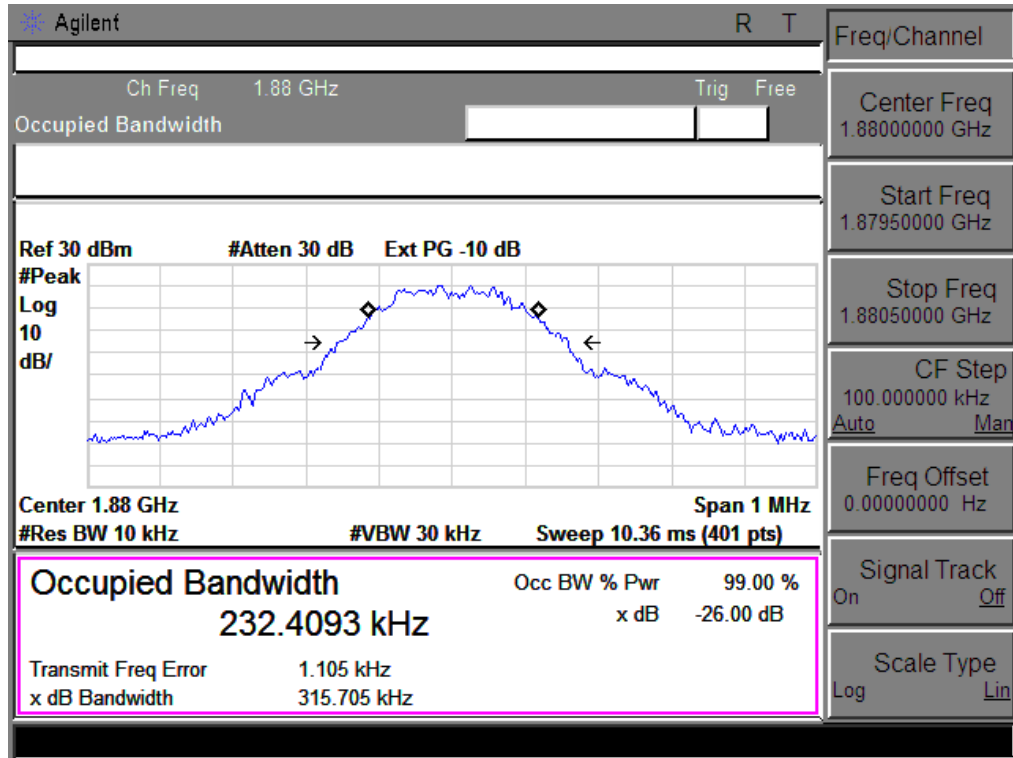 Agilent R T
Ch Freq 1.88 GHz Trig Free
Occupied Bandwidth
Ref 30 dBm #Atten 30 dB Ext PG -10 dB
#Peak
Log
10
dB/
Center 1.88 GHz Span 1 MHz
#Res BW 10 kHz #VBW 30 kHz Sweep 10.36 ms (401 pts)
Occupied Bandwidth
232.4093 kHz
Occ BW % Pwr 99.00 %
x dB -26.00 dB
Transmit Freq Error 1.105 kHz
x dB Bandwidth 315.705 kHz
Freq/Channel
Center Freq
1.88000000 GHz
Start Freq
1.87950000 GHz
Stop Freq
1.88050000 GHz
CF Step
100.000000 kHz
Auto Man
Freq Offset
0.00000000 Hz
Signal Track
On Off
Scale Type
Log Lin